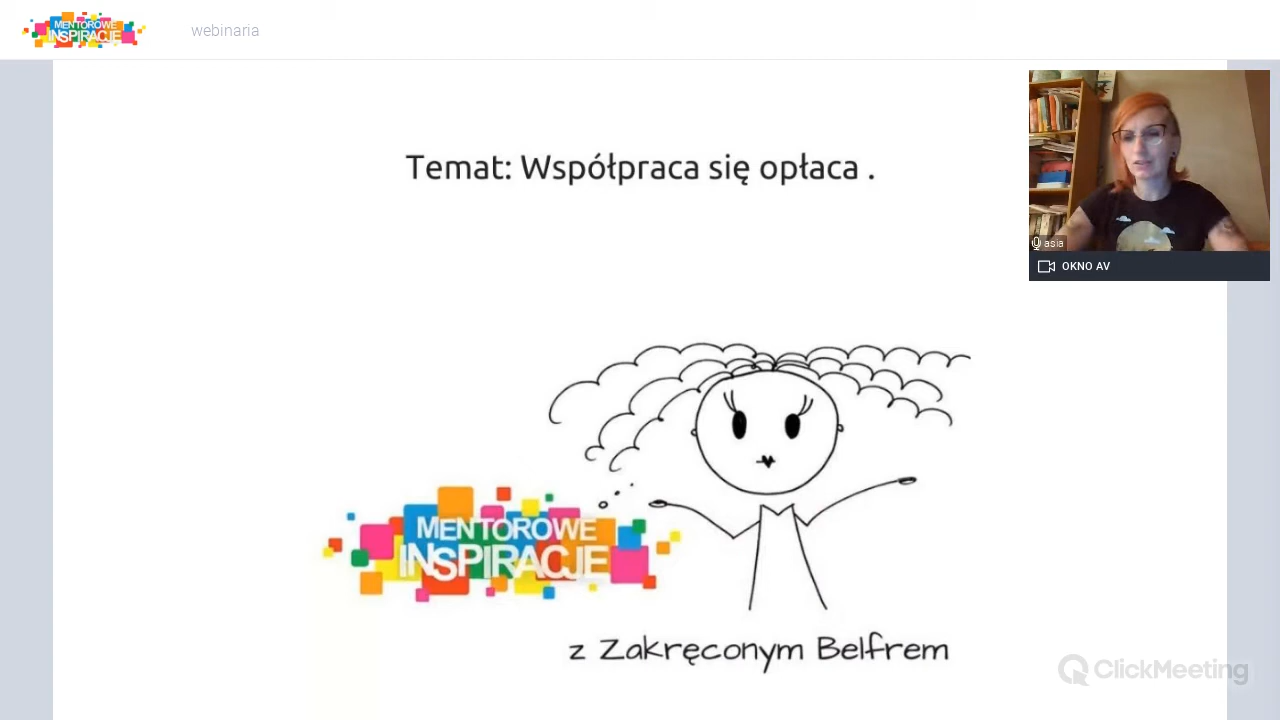 MENTOROWE
INSPIRACJE
webinaria
Temat: Współpraca się opłaca .
asia
OKNO AV
MENTOROWE
INSPIRACJE
z Zakręconym Belfrem
ClickMeeting